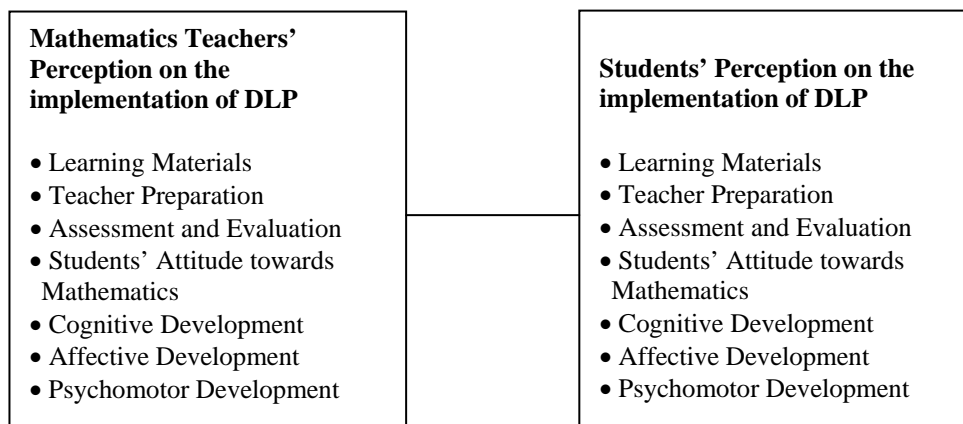 Mathematics Teachers’
Perception on the
implementation of DLP
• Learning Materials
• Teacher Preparation
• Assessment and Evaluation
• Students’ Attitude towards
Mathematics
• Cognitive Development
• Affective Development
• Psychomotor Development
Students’ Perception on the
implementation of DLP
• Learning Materials
• Teacher Preparation
• Assessment and Evaluation
• Students’ Attitude towards
Mathematics
• Cognitive Development
• Affective Development
• Psychomotor Development